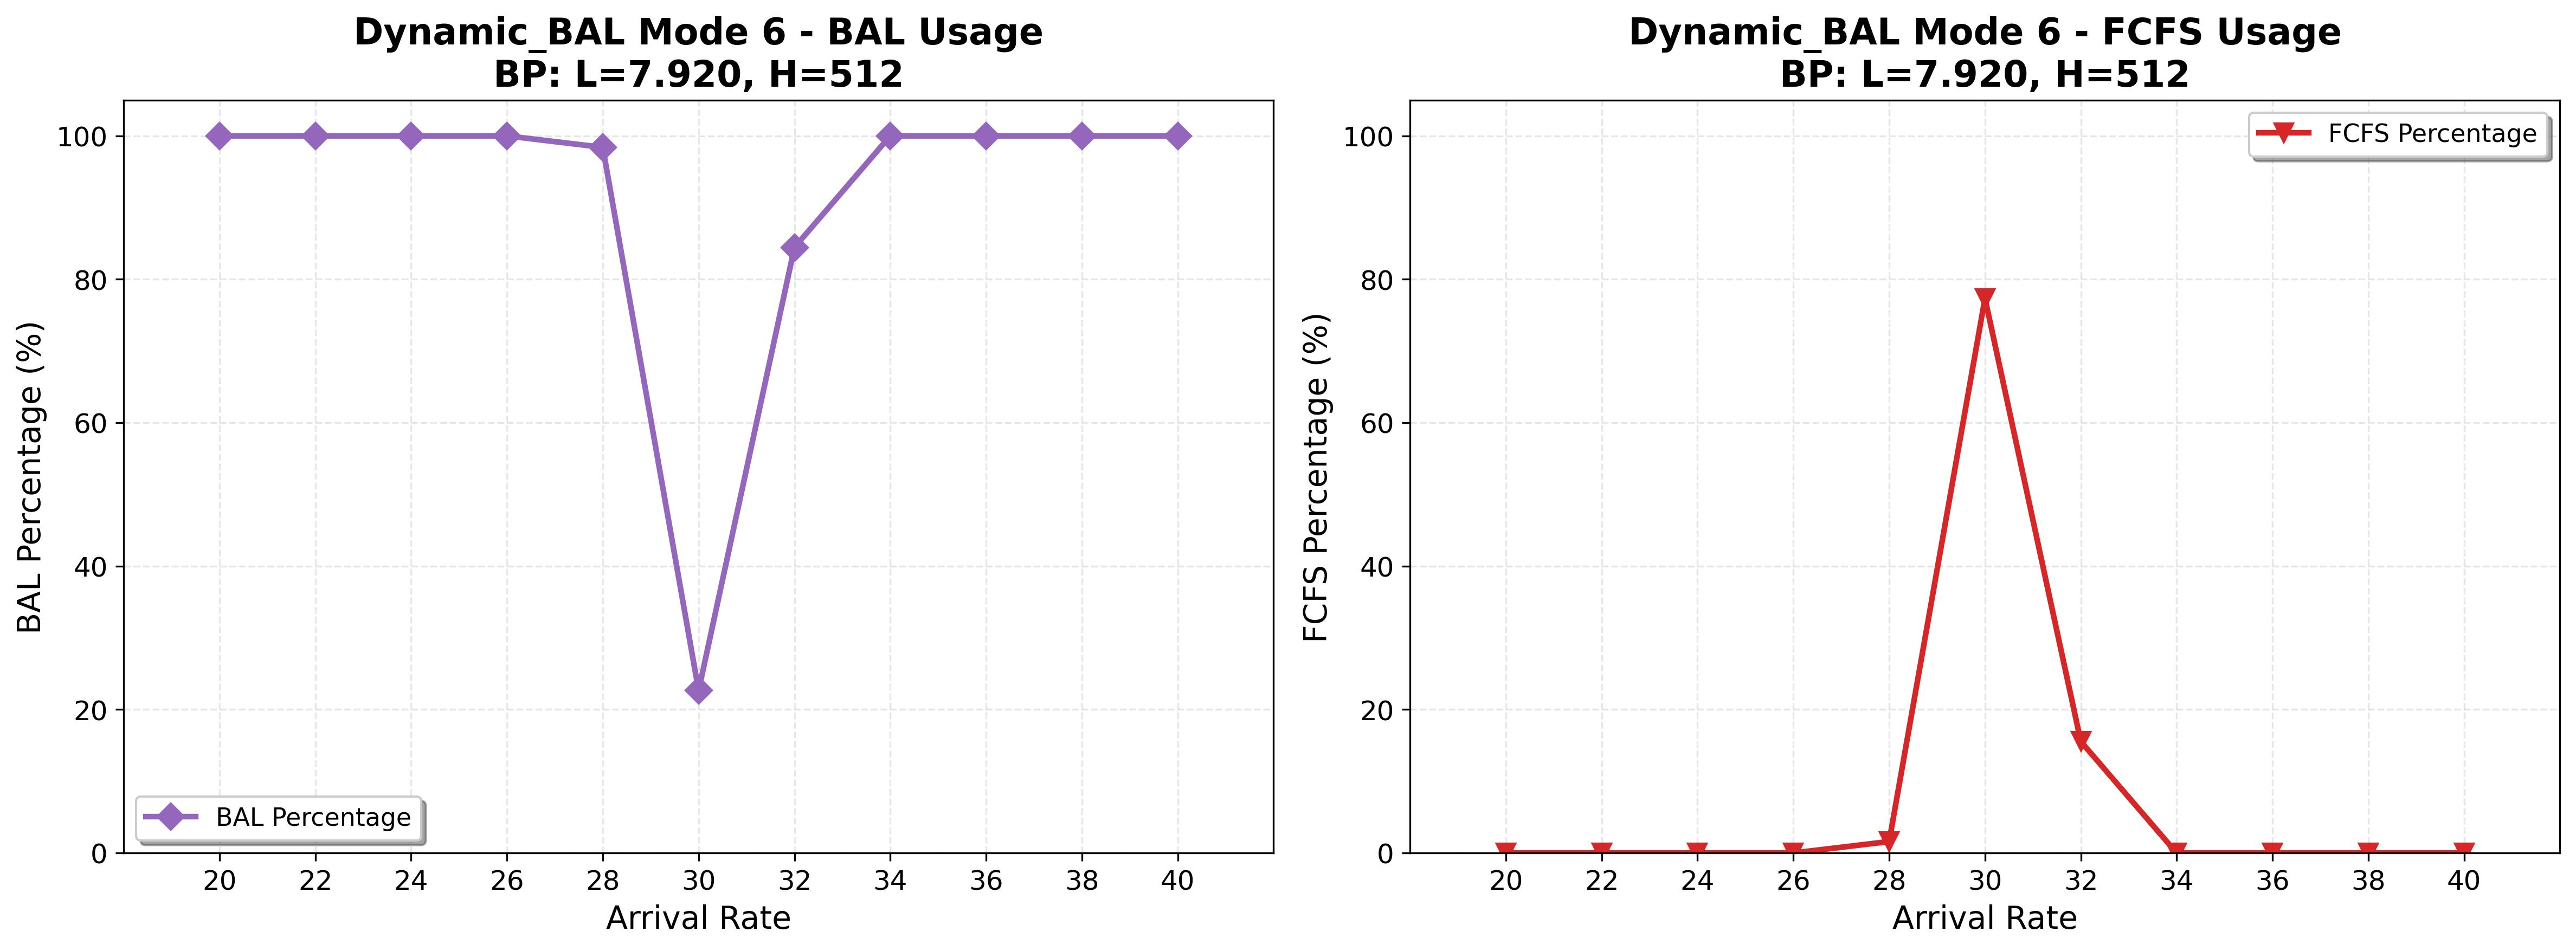 Dynamic_BAL Mode 6 - BAL Usage
BP: L=7.920, H=512
100
80
60
40
20
0
BAL Percentage (%)
BAL Percentage
20 22 24 26 28 30 32 34 36 38 40
Arrival Rate
Dynamic_BAL Mode 6 - FCFS Usage
BP: L=7.920, H=512
FCFS Percentage
100
80
60
40
20
0
FCFS Percentage (%)
20 22 24 26 28 30 32 34 36 38 40
Arrival Rate